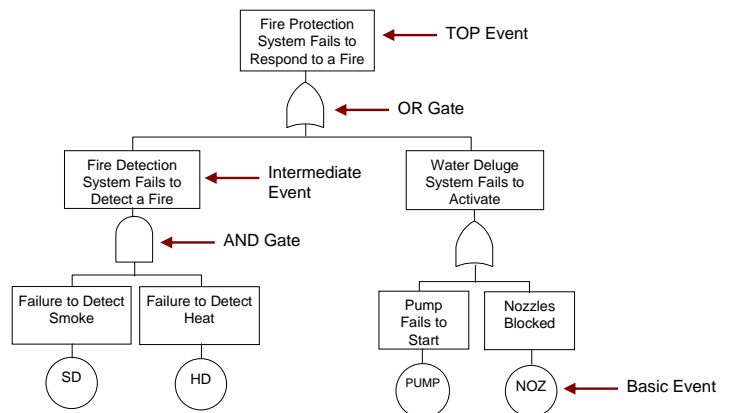 Fire Protection
System Fails to
Respond to a Fire
TOP Event
OR Gate
Fire Detection
System Fails to
Detect a Fire
Intermediate
Event
Water Deluge
System Fails to
Activate
AND Gate
Failure to Detect
Smoke
Failure to Detect
Heat
Pump
Fails to
Start
Nozzles
Blocked
SD
HD
PUMP
NOZ
Basic Event